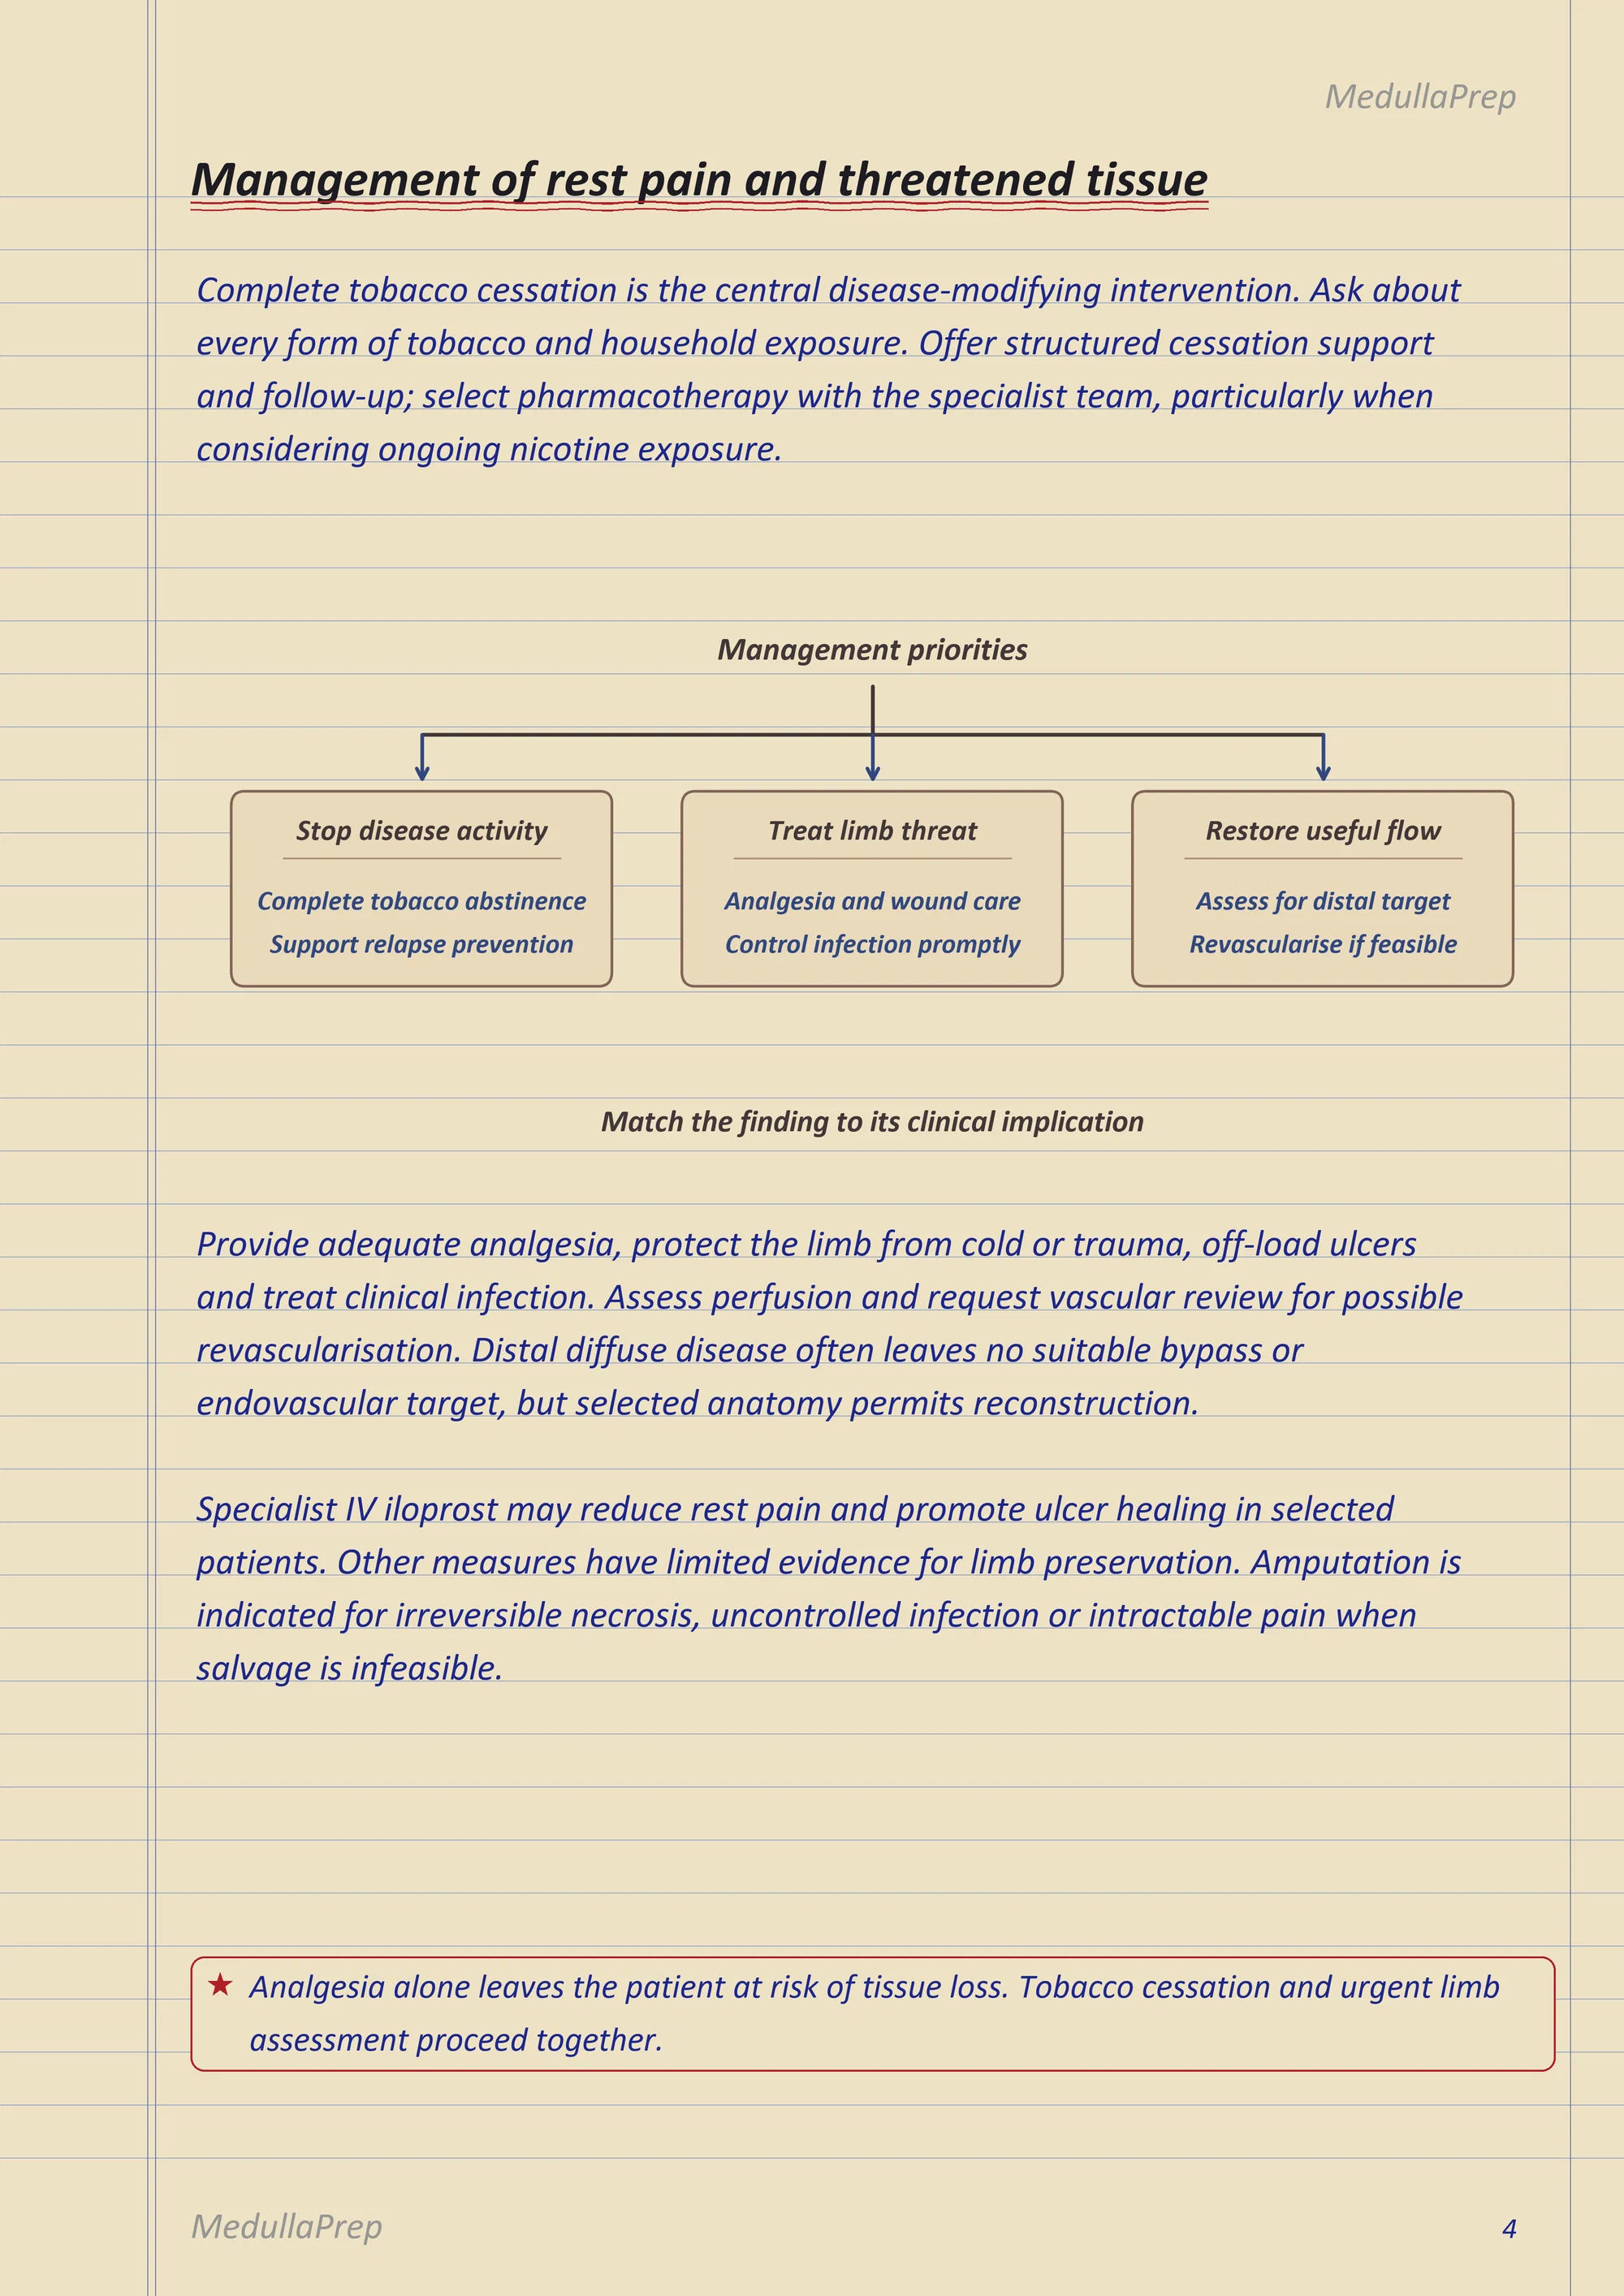 MedullaPrep
Management of rest pain and threatened tissue
Complete tobacco cessation is the central disease-modifying intervention. Ask about
every form of tobacco and household exposure. Offer structured cessation support
and follow-up; select pharmacotherapy with the specialist team, particularly when
considering ongoing nicotine exposure.
Management priorities
Stop disease activity
Complete tobacco abstinence
Support relapse prevention
Treat limb threat
Analgesia and wound care
Control infection promptly
Restore useful flow
Assess for distal target
Revascularise if feasible
Match the finding to its clinical implication
Provide adequate analgesia, protect the limb from cold or trauma, off-load ulcers
and treat clinical infection. Assess perfusion and request vascular review for possible
revascularisation. Distal diffuse disease often leaves no suitable bypass or
endovascular target, but selected anatomy permits reconstruction.
Specialist IV iloprost may reduce rest pain and promote ulcer healing in selected
patients. Other measures have limited evidence for limb preservation. Amputation is
indicated for irreversible necrosis, uncontrolled infection or intractable pain when
salvage is infeasible.
★ Analgesia alone leaves the patient at risk of tissue loss. Tobacco cessation and urgent limb
assessment proceed together.
MedullaPrep
4